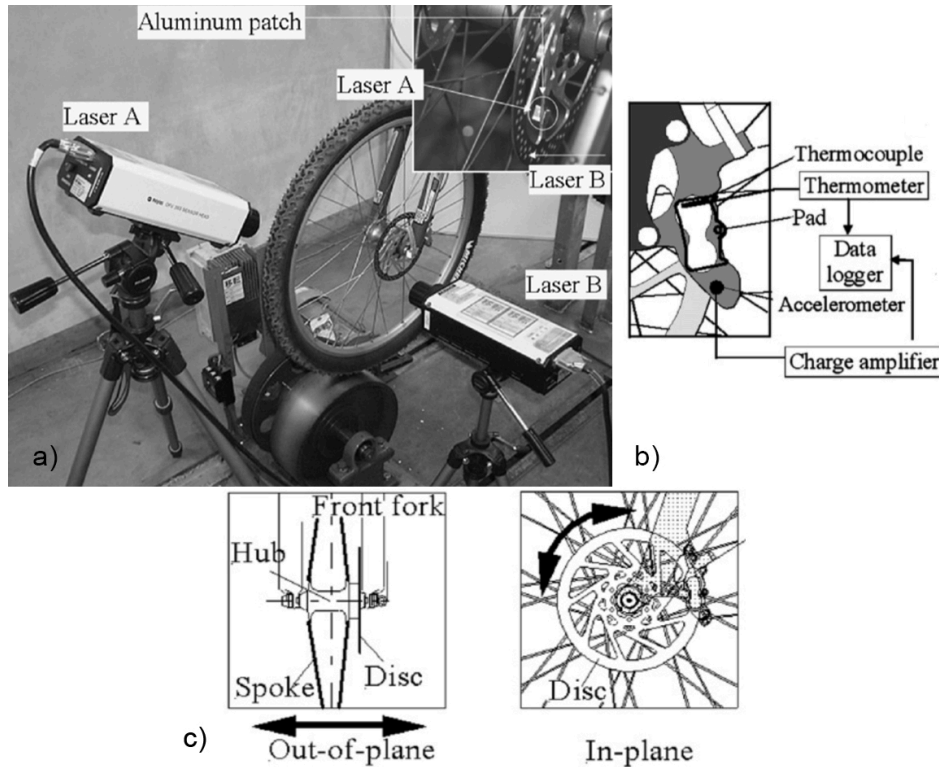 Aluminum patch
Laser A
Laser A
Laser B
Laser B
a)
Thermocouple
Thermometer
Pad
Data
logger
Accelerometer
Charge amplifier
b)
Front fork
Hub
Spoke
Disc
Out-of-plane
Disc
In-plane
c)